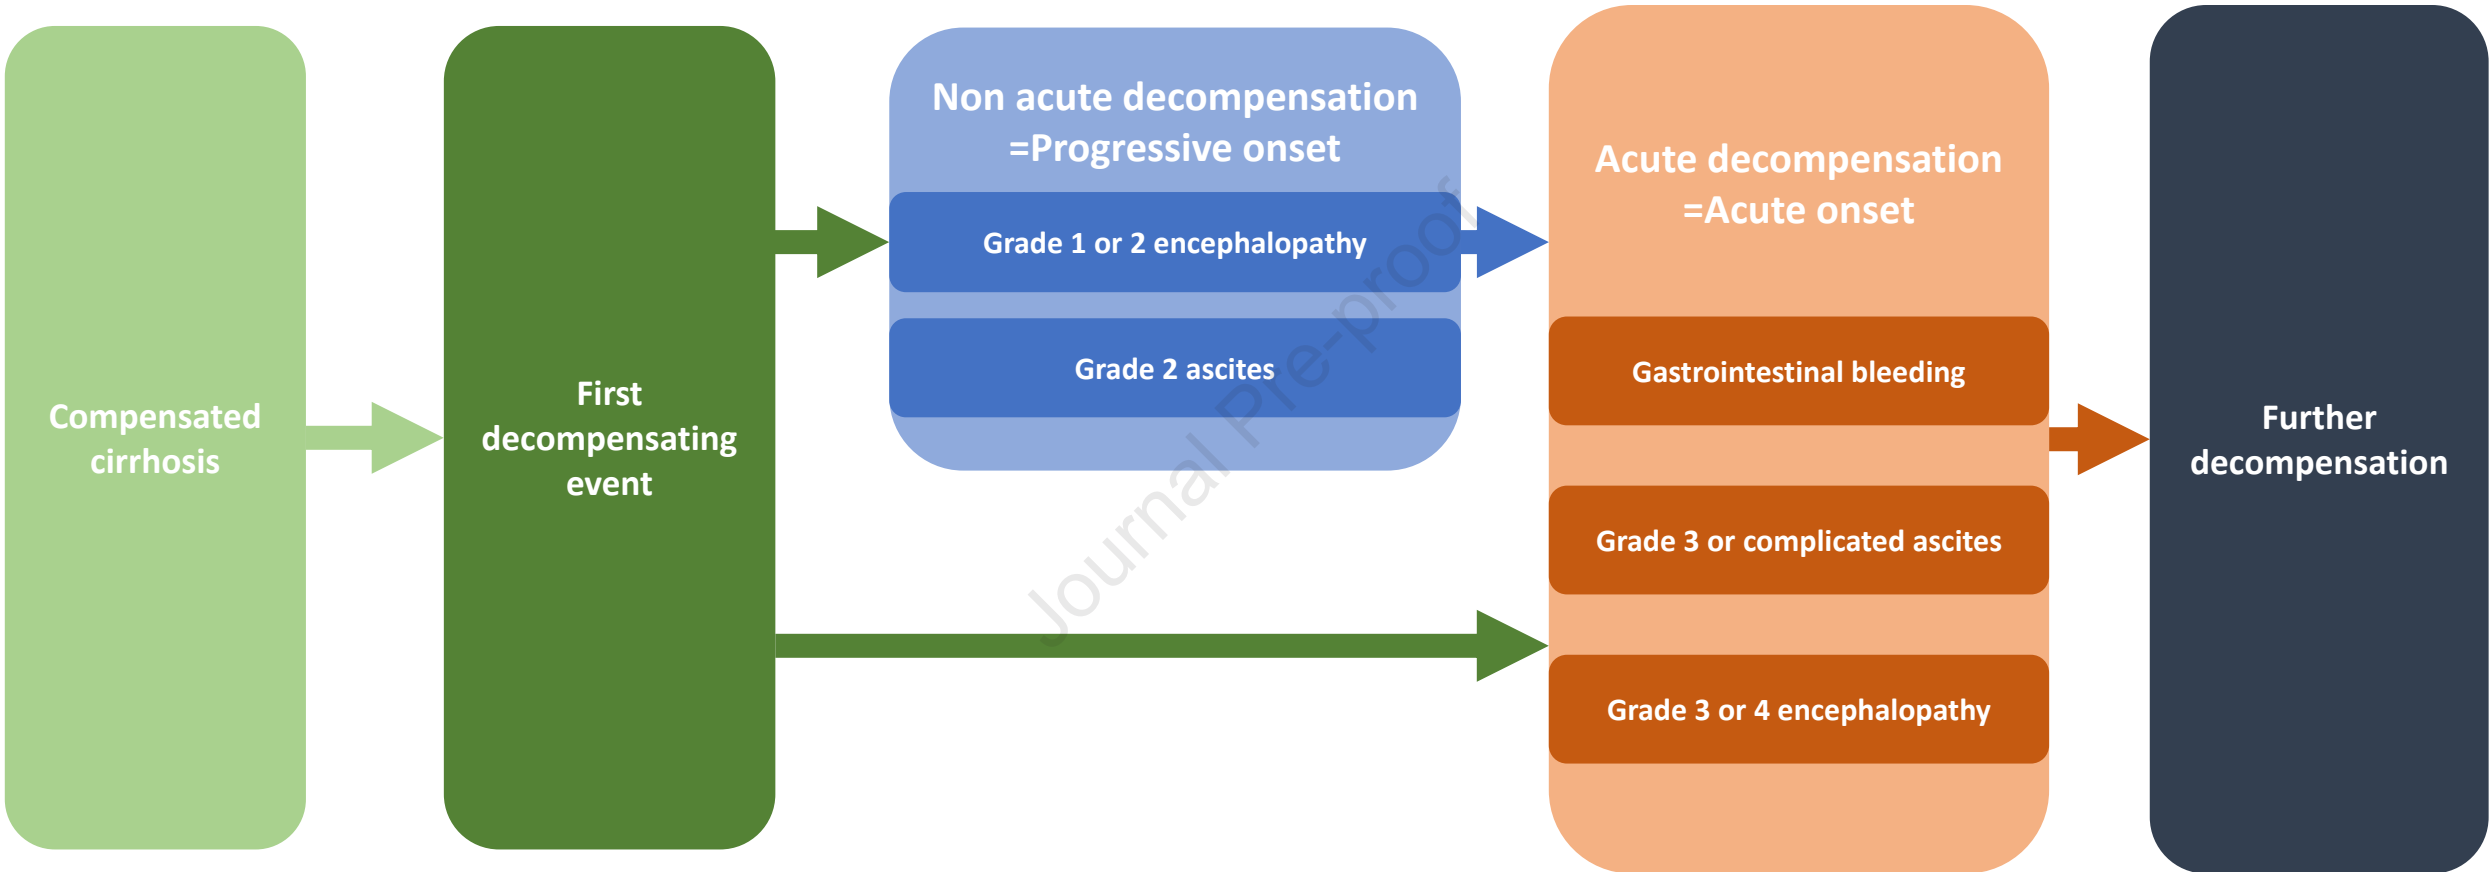 Compensated
cirrhosis
First
decompensating
event
Non acute decompensation
=Progressive onset
Grade 1 or 2 encephalopathy
Grade 2 ascites
Acute decompensation
=Acute onset
Gastrointestinal bleeding
Grade 3 or complicated ascites
Grade 3 or 4 encephalopathy
Further
decompensation
Journal Pre-proof